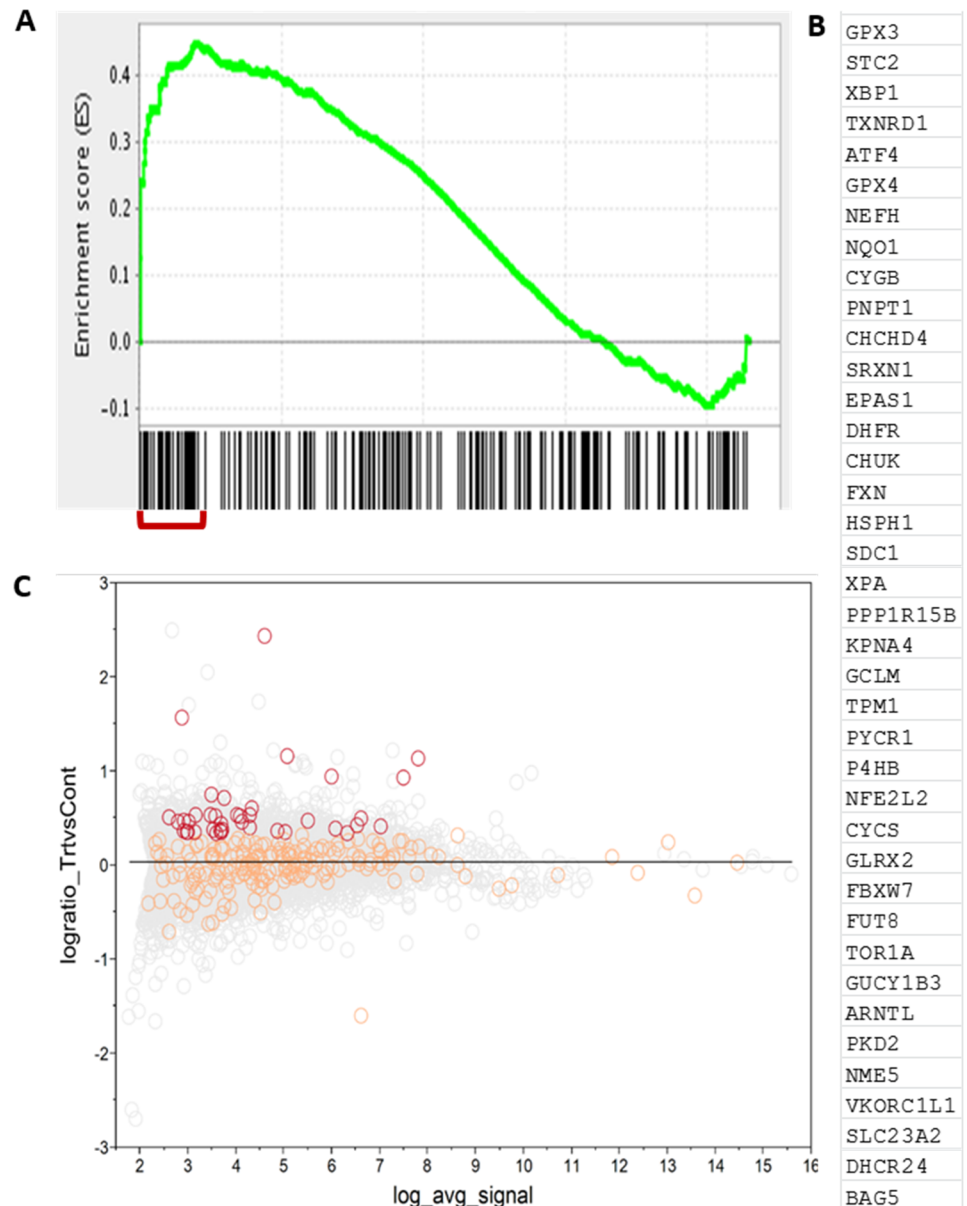 A
Enrichment score (ES)
0.4
0.3
0.2
0.1
0.0
-0.1
B
GPX3
STC2
XBP1
TXNRD1
ATF4
GPX4
NEFH
NQO1
CYGB
PNPT1
CHCHD4
SRXN1
EPAS1
DHFR
CHUK
FXN
HSPH1
SDC1
XPA
PPP1R15B
KPNA4
GCLM
TPM1
PYCR1
P4HB
NFE2L2
CYCS
GLRX2
FBXW7
FUT8
TOR1A
GUCY1B3
ARNTL
PKD2
NME5
VKORC1L1
SLC23A2
DHCR24
BAG5
C
logratio_TrtvsCont
3
2
1
0
-1
-2
-3
2 3 4 5 6 7 8 9 10 11 12 13 14 15 16
log_avg_signal